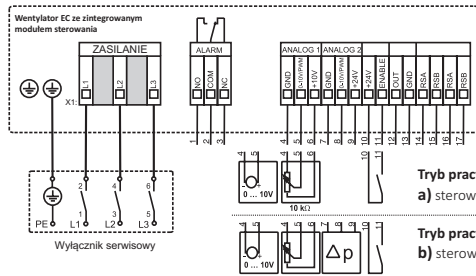 Wentylator EC ze zintegrowanym
modułem sterowania
ZASILANIE
ALARM
ANALOG 1 ANALOG 2
X1:
L1
L2
L3
NO
COM
NC
GND
0-10V/PWM
+10V
GND
0-10V/PWM
+24V
+24V
ENABLE
OUT
GND
RSA
RSB
RSA
RSB
1 2 3 4 5 6 7 8 9 10 11 12 13 14 15 16 17
4 5 4 5 6 10 11
0 ... 10V
10 kΩ
Tryb prac
a) sterow
2 4 6
1 3 5
PE L1 L2 L3
Wyłącznik serwisowy
4 5 4 5 6 7 8 9 10 11
0 ... 10V
Δp
Tryb prac
b) sterow